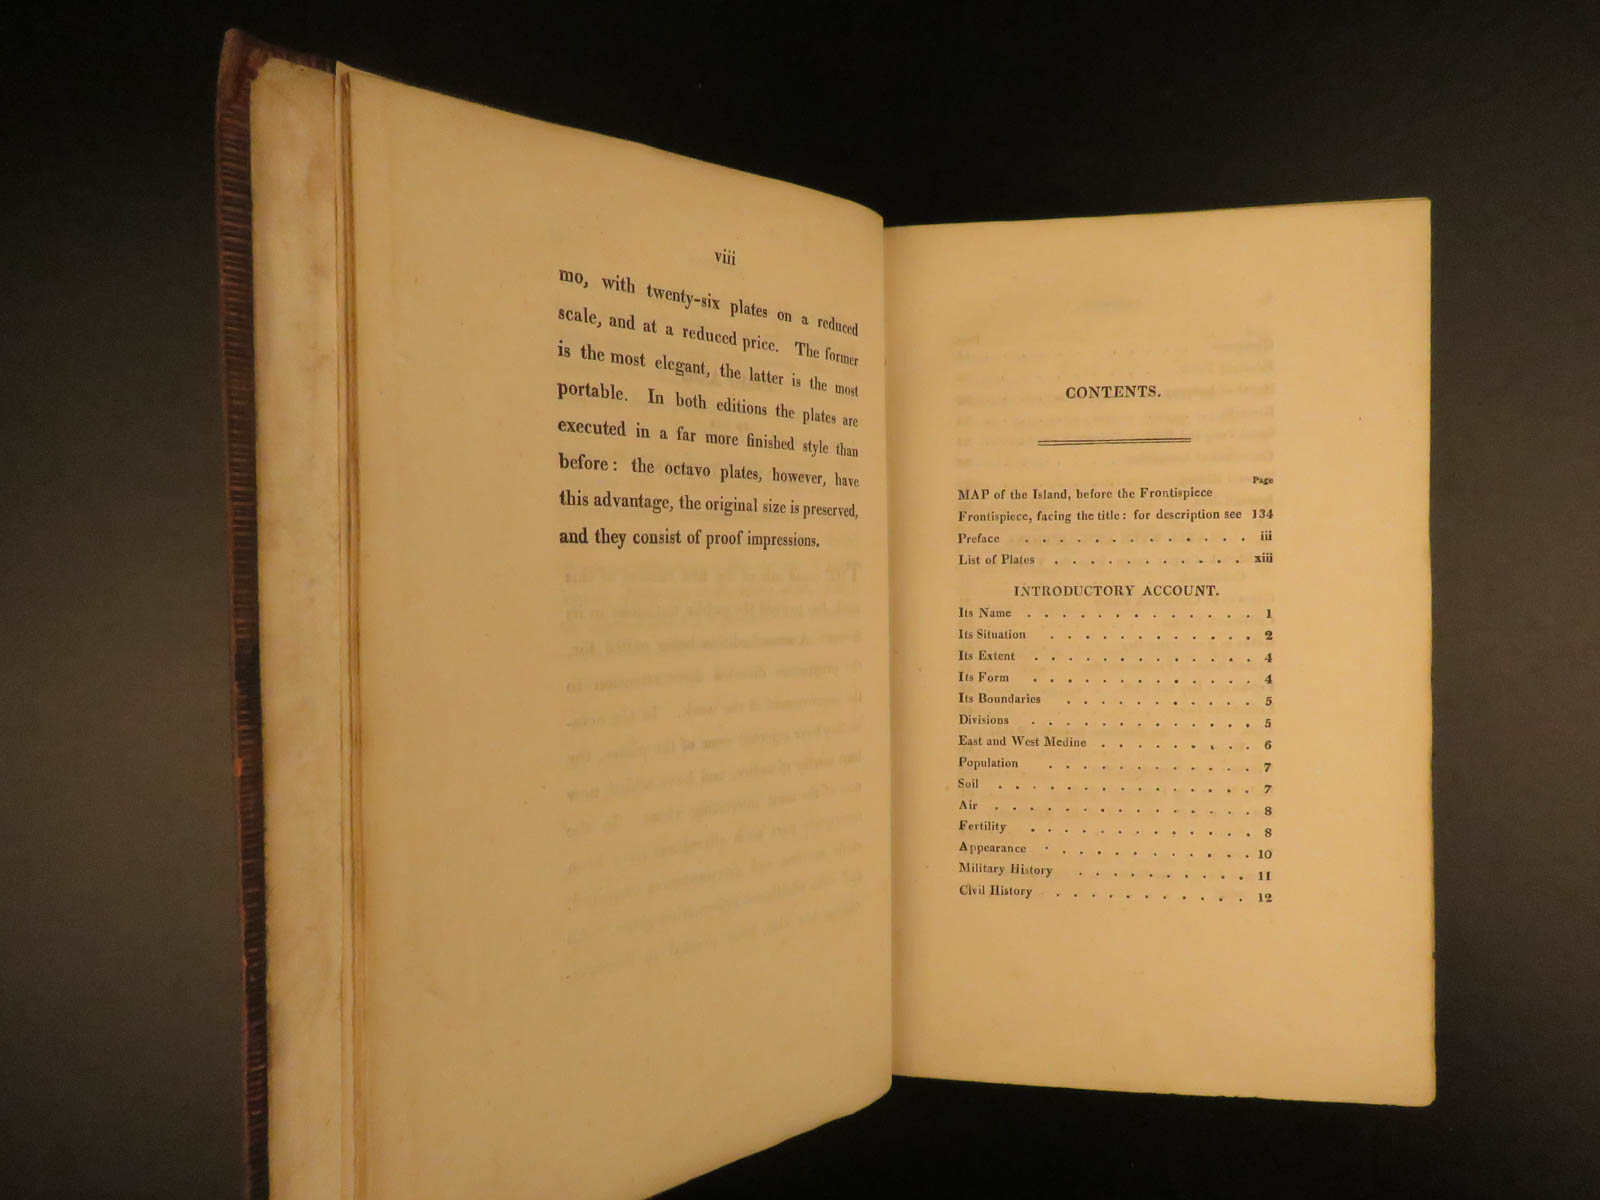 viii
mo, with twenty-six plates on a reduced
scale, and at a reduced price. The former
is the most elegant, the latter is the most
portable. In both editions the plates are
executed in a far more finished style than
before: the octavo plates, however, have
this advantage, the original size is preserved,
and they consist of proof impressions.
CONTENTS.
Page
MAP of the Island, before the Frontispiece
Frontispiece, facing the title: for description see 134
Preface . . . . . . . . . . . . . iii
List of Plates . . . . . . . . . . . xiii
INTRODUCTORY ACCOUNT.
Its Name . . . . . . . . . . . . . 1
Its Situation . . . . . . . . . . . . 2
Its Extent . . . . . . . . . . . . . 4
Its Form . . . . . . . . . . . . . 4
Its Boundaries . . . . . . . . . . . 5
Divisions . . . . . . . . . . . . . 5
East and West Medine . . . . . . . . . 6
Population . . . . . . . . . . . . 7
Soil . . . . . . . . . . . . . . . 7
Air . . . . . . . . . . . . . . . 8
Fertility . . . . . . . . . . . . . 8
Appearance . . . . . . . . . . . . 10
Military History . . . . . . . . . . 11
Civil History . . . . . . . . . . . 12